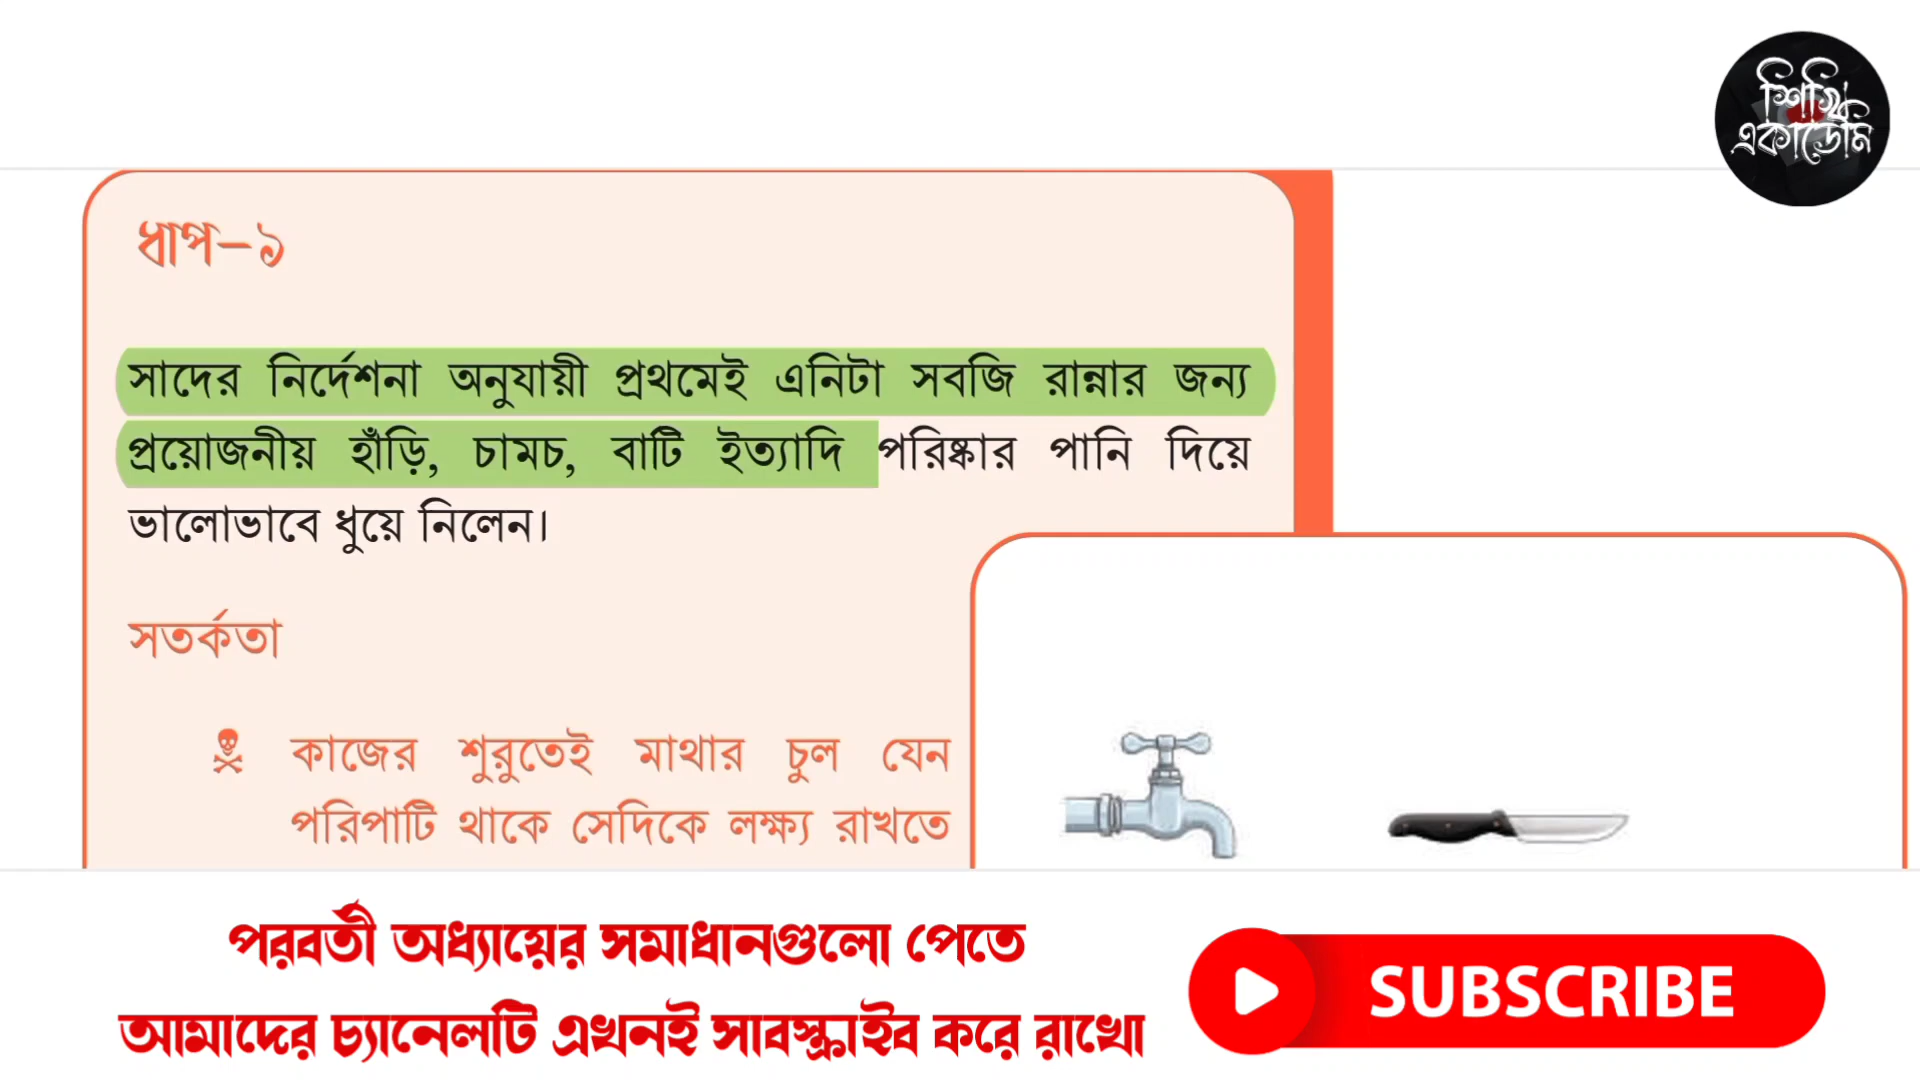 শিখি
একাডেমি
ধাপ–১
সাদের নির্দেশনা অনুযায়ী প্রথমেই এনিটা সবজি রান্নার জন্য
প্রয়োজনীয় হাঁড়ি, চামচ, বাটি ইত্যাদি পরিষ্কার পানি দিয়ে
ভালোভাবে ধুয়ে নিলেন।
সতর্কতা
কাজের শুরুতেই মাথার চুল যেন
পরিপাটি থাকে সেদিকে লক্ষ্য রাখতে
পরবর্তী অধ্যায়ের সমাধানগুলো পেতে
আমাদের চ্যানেলটি এখনই সাবস্ক্রাইব করে রাখো
SUBSCRIBE